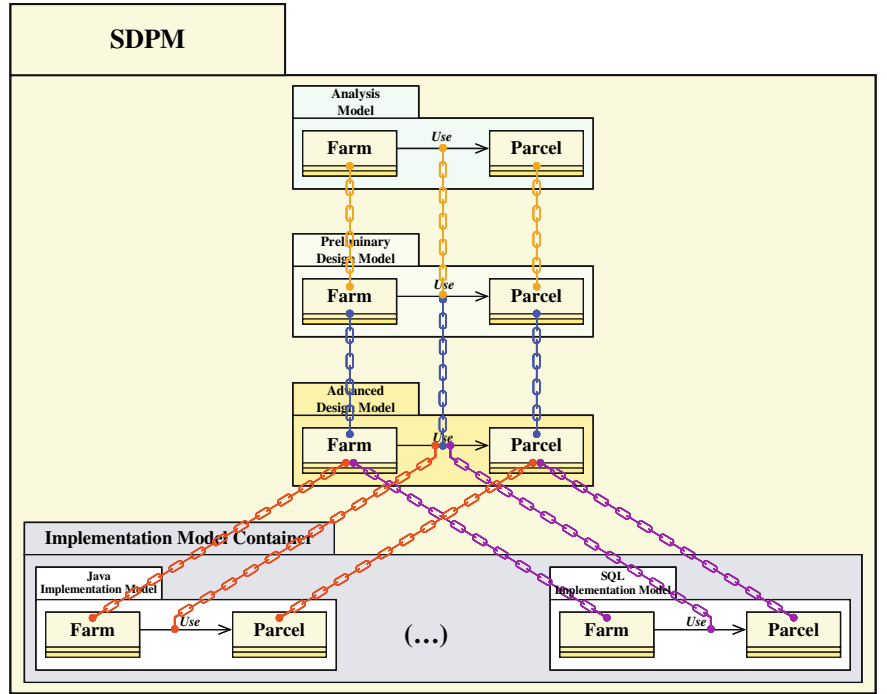 SDPM
Analysis
Model
Use
Farm
Parcel
Preliminary
Design Model
Use
Farm
Parcel
Advanced
Design Model
Use
Farm
Parcel
Implementation Model Container
Java
Implementation Model
Use
Farm
Parcel
(…)
SQL
Implementation Model
Use
Farm
Parcel